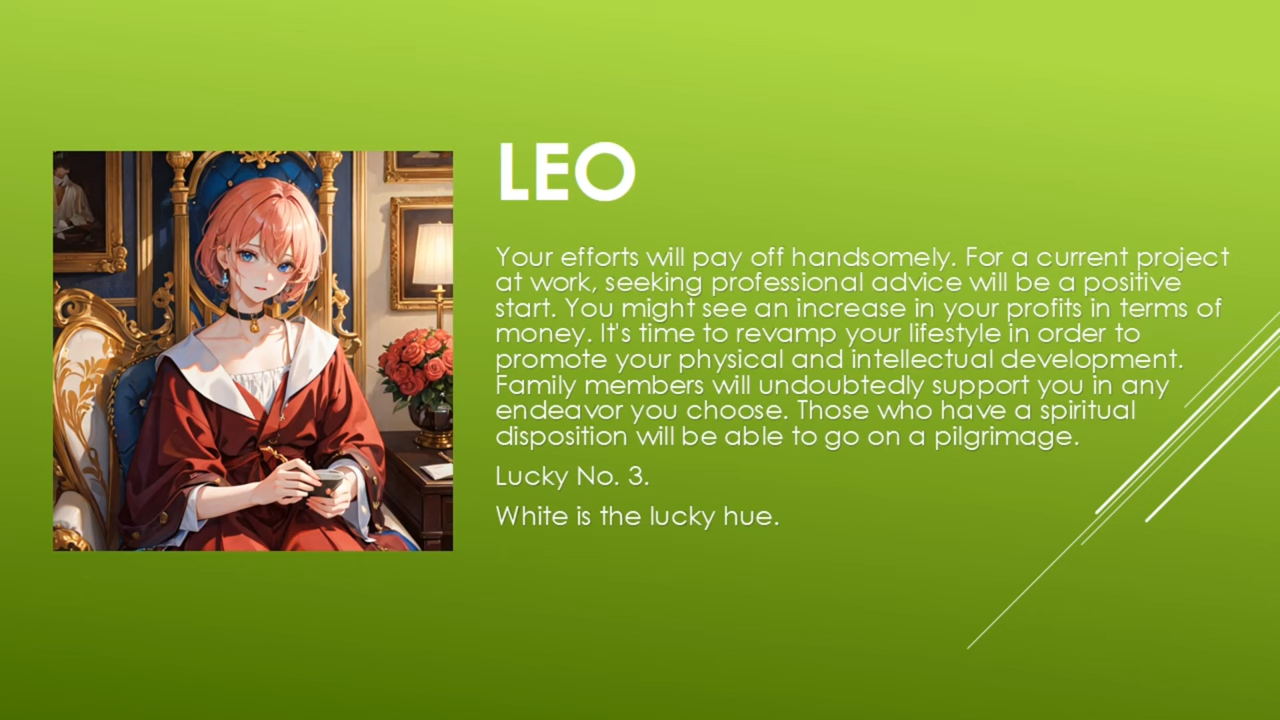 LEO
Your efforts will pay off handsomely. For a current project
at work, seeking professional advice will be a positive
start. You might see an increase in your profits in terms of
money. It's time to revamp your lifestyle in order to
promote your physical and intellectual development.
Family members will undoubtedly support you in any
endeavor you choose. Those who have a spiritual
disposition will be able to go on a pilgrimage.
Lucky No. 3.
White is the lucky hue.